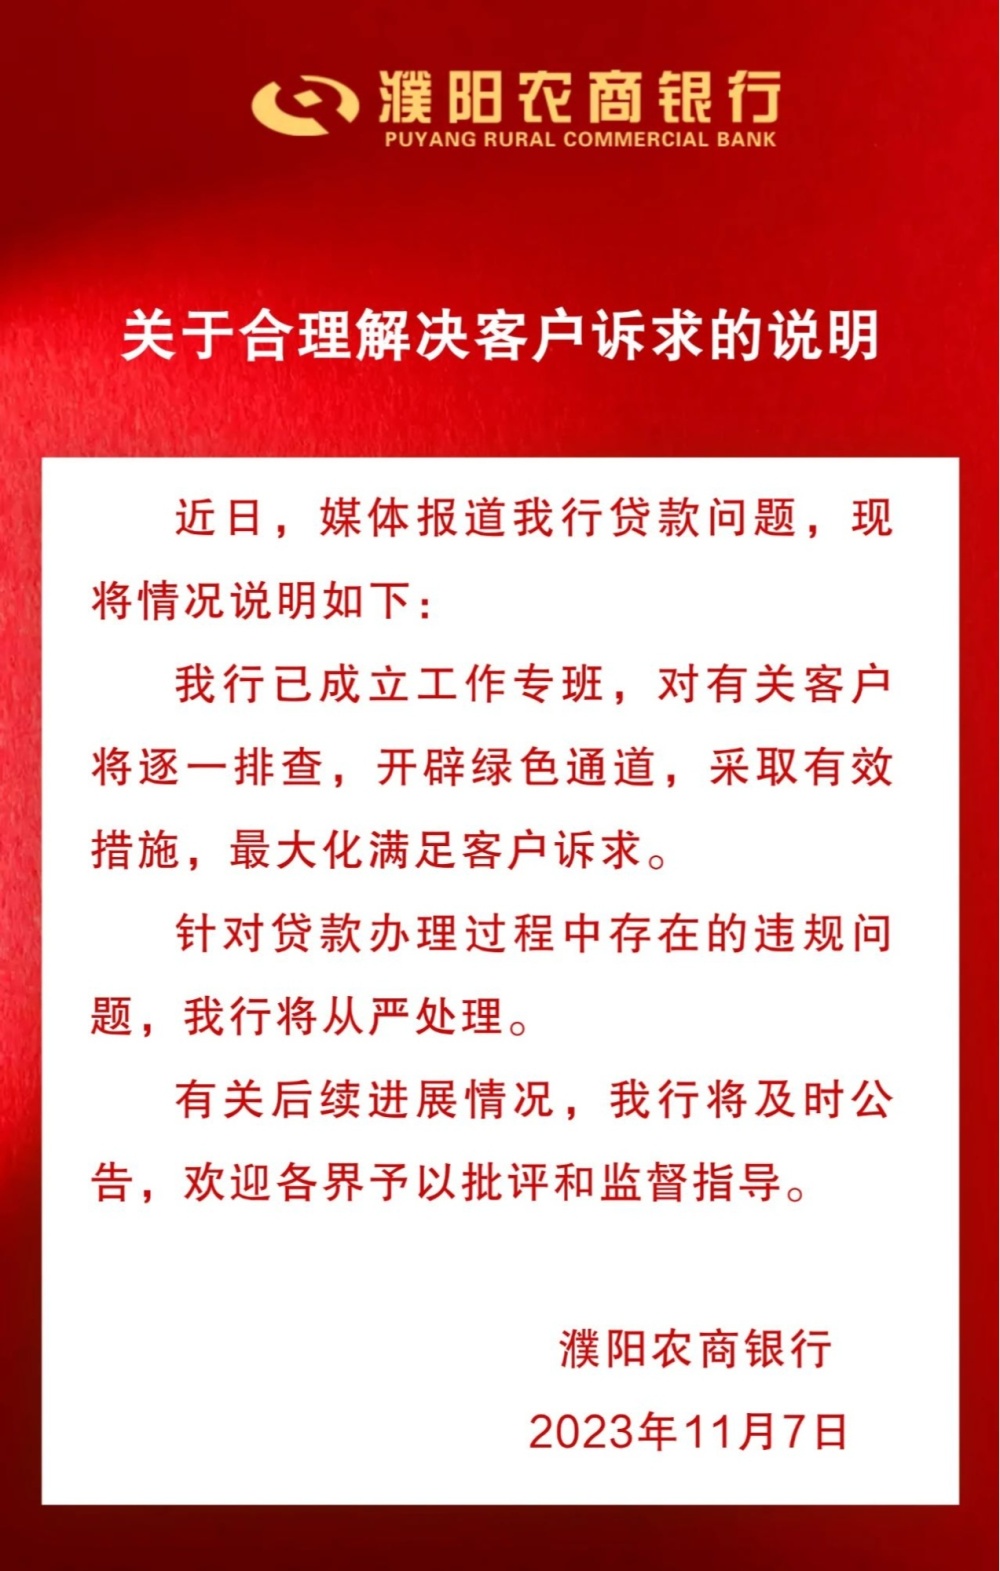 濮阳农商银行
PUYANG RURAL COMMERCIAL BANK
关于合理解决客户诉求的说明
近日，媒体报道我行贷款问题，现
将情况说明如下：
我行已成立工作专班，对有关客户
将逐一排查，开辟绿色通道，采取有效
措施，最大化满足客户诉求。
针对贷款办理过程中存在的违规问
题，我行将从严处理。
有关后续进展情况，我行将及时公
告，欢迎各界予以批评和监督指导。
濮阳农商银行
2023年11月7日